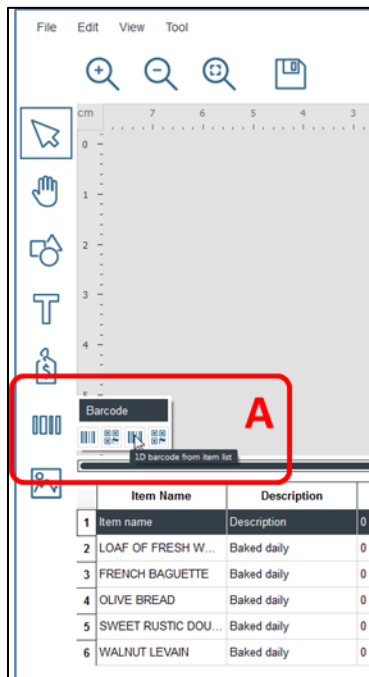 File Edit View Tool
cm 7 6 5 4 3
0
1
2
3
4
5
Barcode
A
1D barcode from item list
Item Name Description
1 Item name Description 0
2 LOAF OF FRESH W... Baked daily 0
3 FRENCH BAGUETTE Baked daily 0
4 OLIVE BREAD Baked daily 0
5 SWEET RUSTIC DOU... Baked daily 0
6 WALNUT LEVAIN Baked daily 0